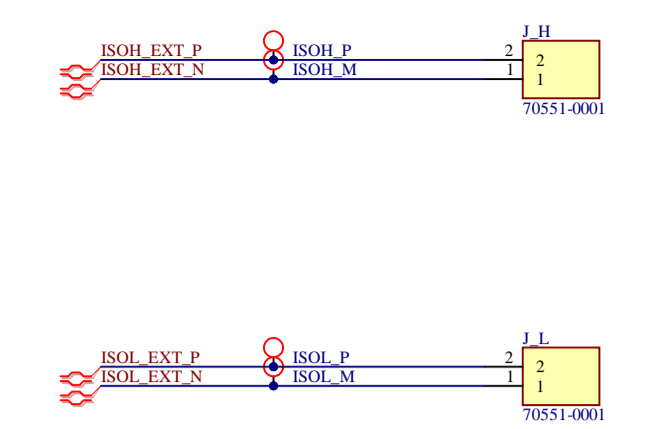 J_H
ISOH_EXT_P ISOH_P 2 2
ISOH_EXT_N ISOH_M 1 1
70551-0001
J_L
ISOL_EXT_P ISOL_P 2 2
ISOL_EXT_N ISOL_M 1 1
70551-0001